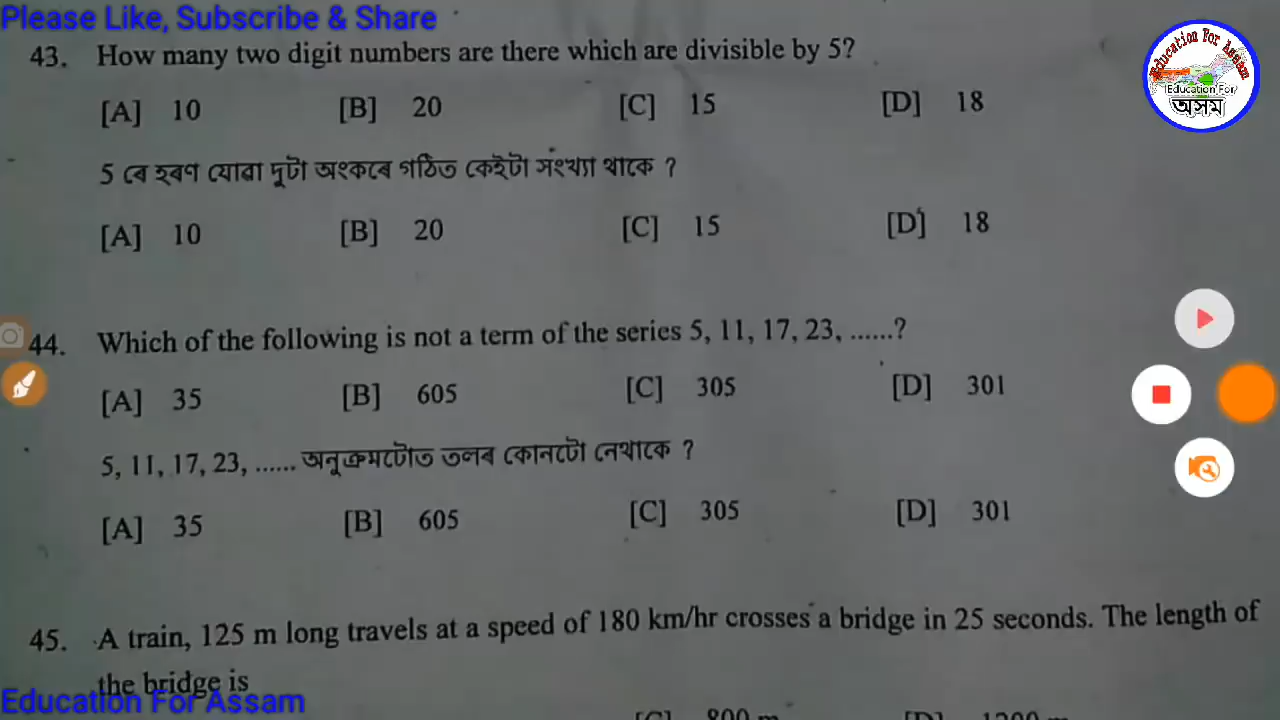 Please Like, Subscribe & Share
Education For Assam
Education For
অসম
43. How many two digit numbers are there which are divisible by 5?
[A] 10 [B] 20 [C] 15 [D] 18
5 ৰে হৰণ যোৱা দুটা অংকৰে গঠিত কেইটা সংখ্যা থাকে ?
[A] 10 [B] 20 [C] 15 [D] 18
44. Which of the following is not a term of the series 5, 11, 17, 23, ......?
[A] 35 [B] 605 [C] 305 [D] 301
5, 11, 17, 23, ...... অনুক্ৰমটোত তলৰ কোনটো নেথাকে ?
[A] 35 [B] 605 [C] 305 [D] 301
45. A train, 125 m long travels at a speed of 180 km/hr crosses a bridge in 25 seconds. The length of
the bridge is
Education For Assam
[C] 800 m [D] 1200 m